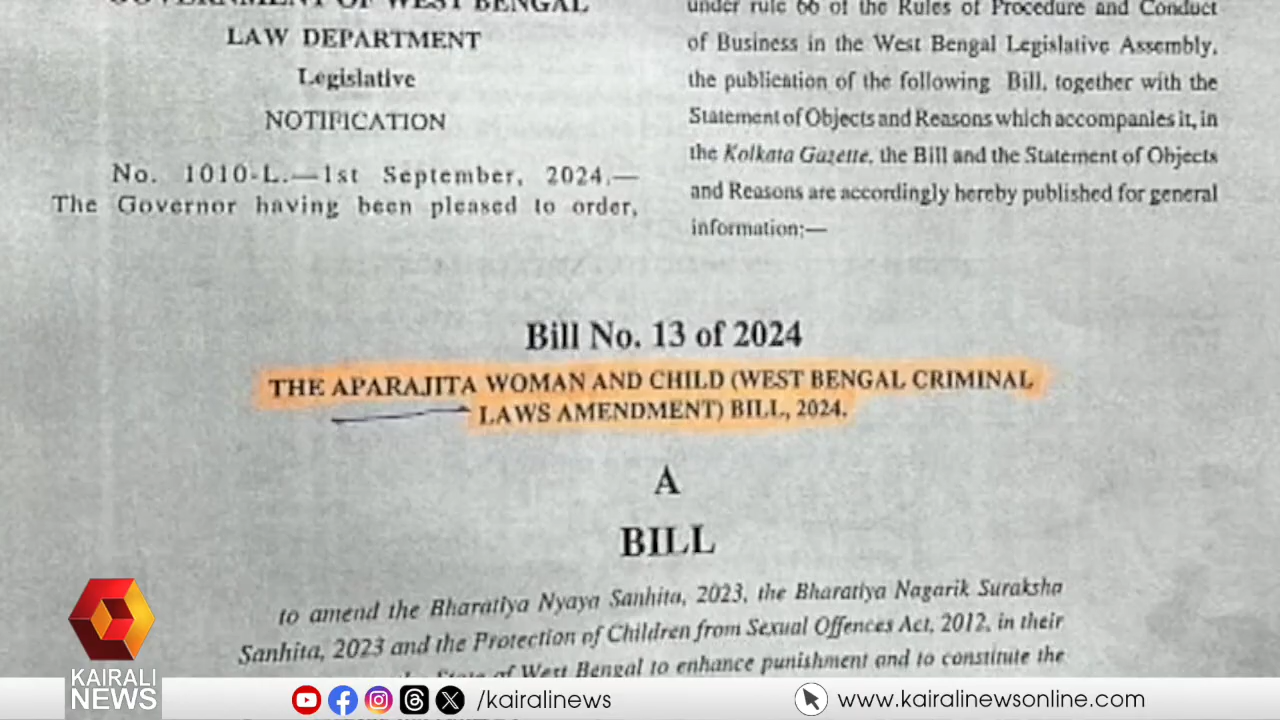 GOVERNMENT OF WEST BENGAL
LAW DEPARTMENT
Legislative
NOTIFICATION
No. 1010-L.—1st September, 2024.—
The Governor having been pleased to order,
under rule 66 of the Rules of Procedure and Conduct
of Business in the West Bengal Legislative Assembly,
the publication of the following Bill, together with the
Statement of Objects and Reasons which accompanies it, in
the Kolkata Gazette, the Bill and the Statement of Objects
and Reasons are accordingly hereby published for general
information:—
Bill No. 13 of 2024
THE APARAJITA WOMAN AND CHILD (WEST BENGAL CRIMINAL
LAWS AMENDMENT) BILL, 2024.
A
BILL
to amend the Bharatiya Nyaya Sanhita, 2023, the Bharatiya Nagarik Suraksha
Sanhita, 2023 and the Protection of Children from Sexual Offences Act, 2012, in their
State of West Bengal to enhance punishment and to constitute the
KAIRALI
NEWS
/kairalinews
www.kairalinewsonline.com